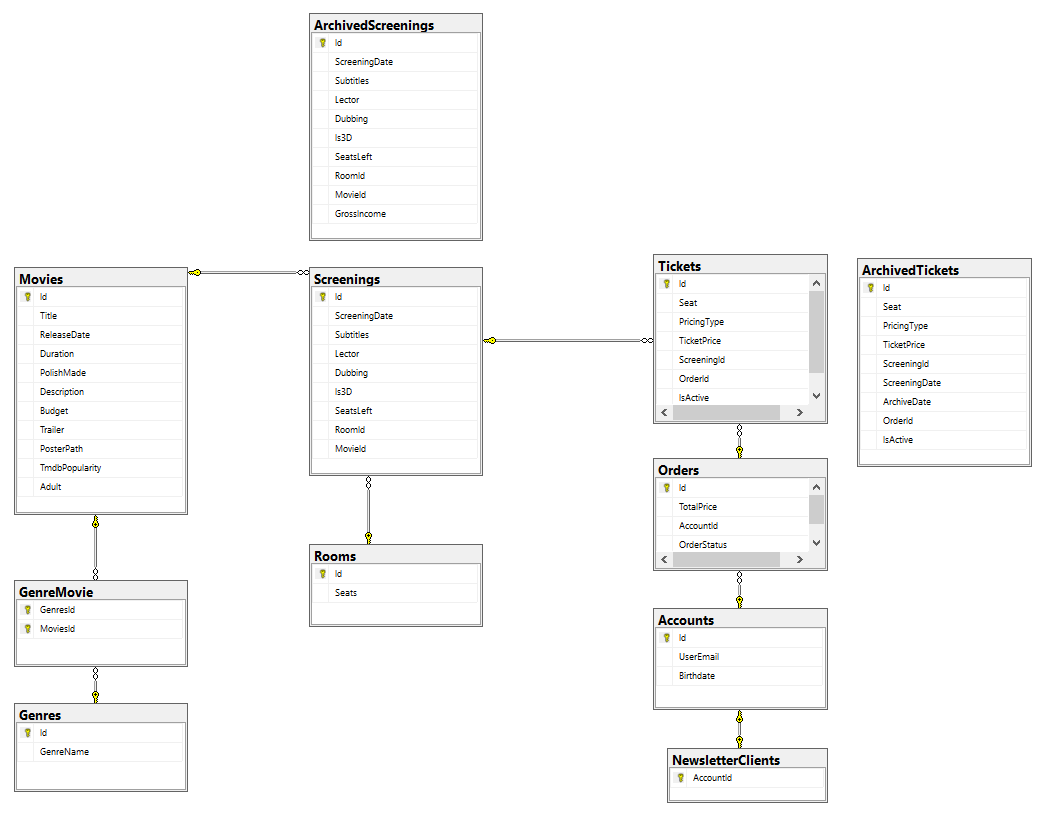 ArchivedScreenings
Id
ScreeningDate
Subtitles
Lector
Dubbing
Is3D
SeatsLeft
RoomId
MovieId
GrossIncome
Movies
Id
Title
ReleaseDate
Duration
PolishMade
Description
Budget
Trailer
PosterPath
TmdbPopularity
Adult
Screenings
Id
ScreeningDate
Subtitles
Lector
Dubbing
Is3D
SeatsLeft
RoomId
MovieId
Tickets
Id
Seat
PricingType
TicketPrice
ScreeningId
OrderId
IsActive
ArchivedTickets
Id
Seat
PricingType
TicketPrice
ScreeningId
ScreeningDate
ArchiveDate
OrderId
IsActive
Orders
Id
TotalPrice
AccountId
OrderStatus
Rooms
Id
Seats
GenreMovie
GenresId
MoviesId
Accounts
Id
UserEmail
Birthdate
Genres
Id
GenreName
NewsletterClients
AccountId